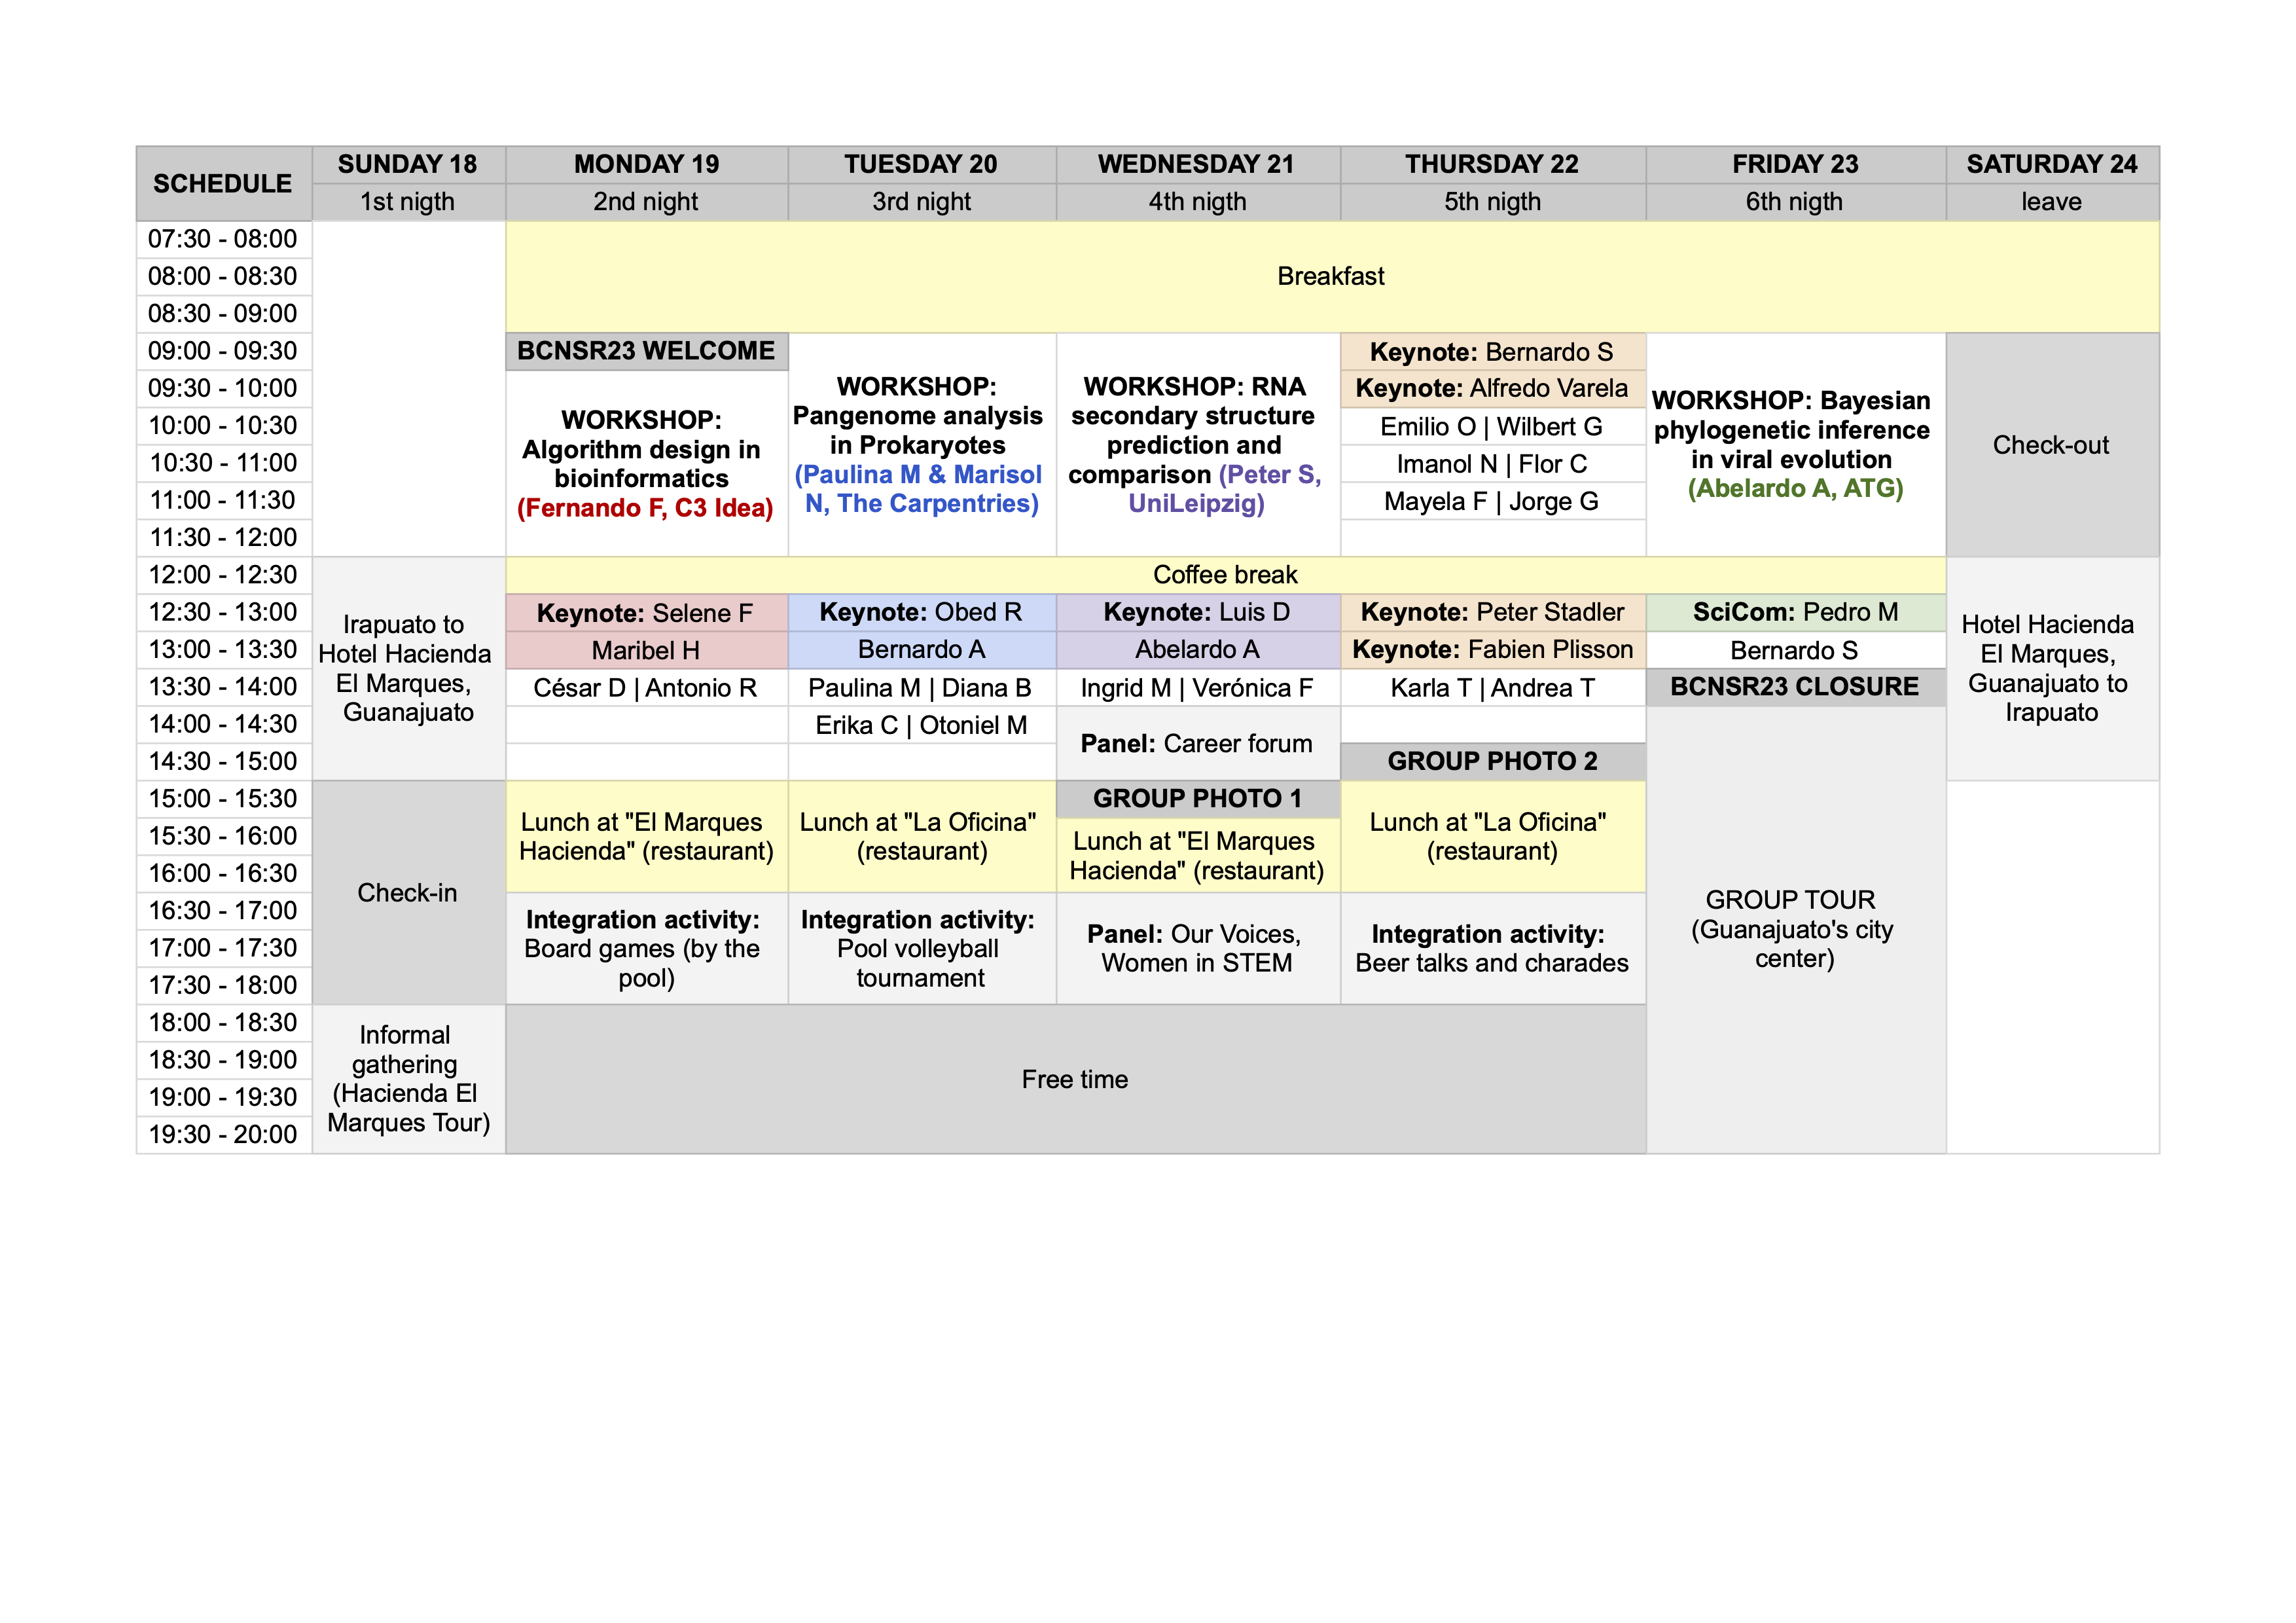 SCHEDULE
SUNDAY 18
MONDAY 19
TUESDAY 20
WEDNESDAY 21
THURSDAY 22
FRIDAY 23
SATURDAY 24
1st nigth
2nd night
3rd night
4th nigth
5th nigth
6th nigth
leave
07:30 - 08:00
08:00 - 08:30
08:30 - 09:00
Breakfast
09:00 - 09:30
09:30 - 10:00
10:00 - 10:30
10:30 - 11:00
11:00 - 11:30
11:30 - 12:00
BCNSR23 WELCOME
WORKSHOP:
Algorithm design in
bioinformatics
(Fernando F, C3 Idea)
WORKSHOP:
Pangenome analysis
in Prokaryotes
(Paulina M & Marisol
N, The Carpentries)
WORKSHOP: RNA
secondary structure
prediction and
comparison (Peter S,
UniLeipzig)
Keynote: Bernardo S
Keynote: Alfredo Varela
Emilio O | Wilbert G
Imanol N | Flor C
Mayela F | Jorge G
WORKSHOP: Bayesian
phylogenetic inference
in viral evolution
(Abelardo A, ATG)
Check-out
12:00 - 12:30
12:30 - 13:00
13:00 - 13:30
13:30 - 14:00
14:00 - 14:30
14:30 - 15:00
Irapuato to
Hotel Hacienda
El Marques,
Guanajuato
Coffee break
Keynote: Selene F
Maribel H
César D | Antonio R
Keynote: Obed R
Bernardo A
Paulina M | Diana B
Erika C | Otoniel M
Keynote: Luis D
Abelardo A
Ingrid M | Verónica F
Panel: Career forum
Keynote: Peter Stadler
Keynote: Fabien Plisson
Karla T | Andrea T
GROUP PHOTO 2
SciCom: Pedro M
Bernardo S
BCNSR23 CLOSURE
Hotel Hacienda
El Marques,
Guanajuato to
Irapuato
15:00 - 15:30
15:30 - 16:00
16:00 - 16:30
16:30 - 17:00
17:00 - 17:30
17:30 - 18:00
Check-in
Lunch at "El Marques
Hacienda" (restaurant)
Lunch at "La Oficina"
(restaurant)
GROUP PHOTO 1
Lunch at "El Marques
Hacienda" (restaurant)
Lunch at "La Oficina"
(restaurant)
Integration activity:
Board games (by the
pool)
Integration activity:
Pool volleyball
tournament
Panel: Our Voices,
Women in STEM
Integration activity:
Beer talks and charades
GROUP TOUR
(Guanajuato's city
center)
18:00 - 18:30
18:30 - 19:00
19:00 - 19:30
19:30 - 20:00
Informal
gathering
(Hacienda El
Marques Tour)
Free time